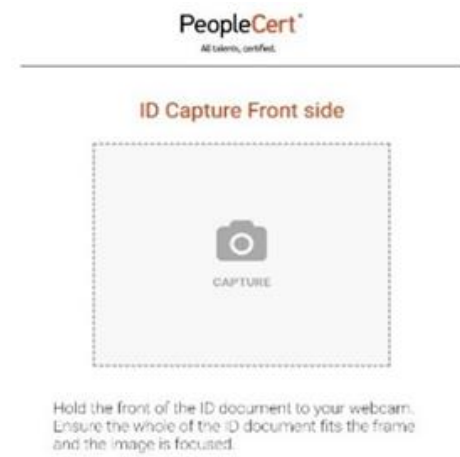 PeopleCert
All talents, certified.
ID Capture Front side
CAPTURE
Hold the front of the ID document to your webcam.
Ensure the whole of the ID document fits the frame
and the image is focused.